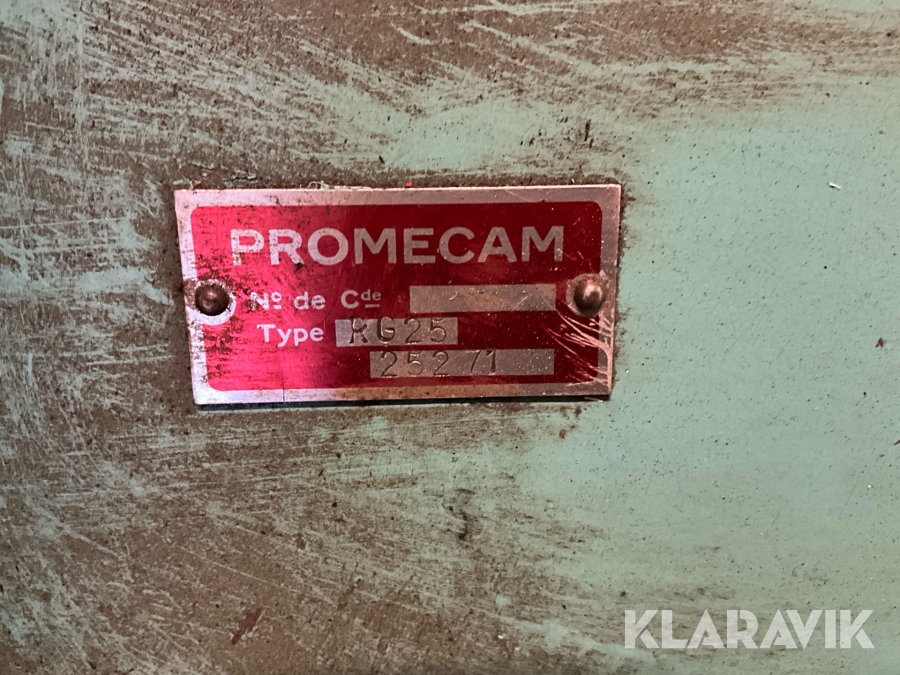 PROMECAM
Nº de Cde
Type RG25
252 71
KLARAVIK